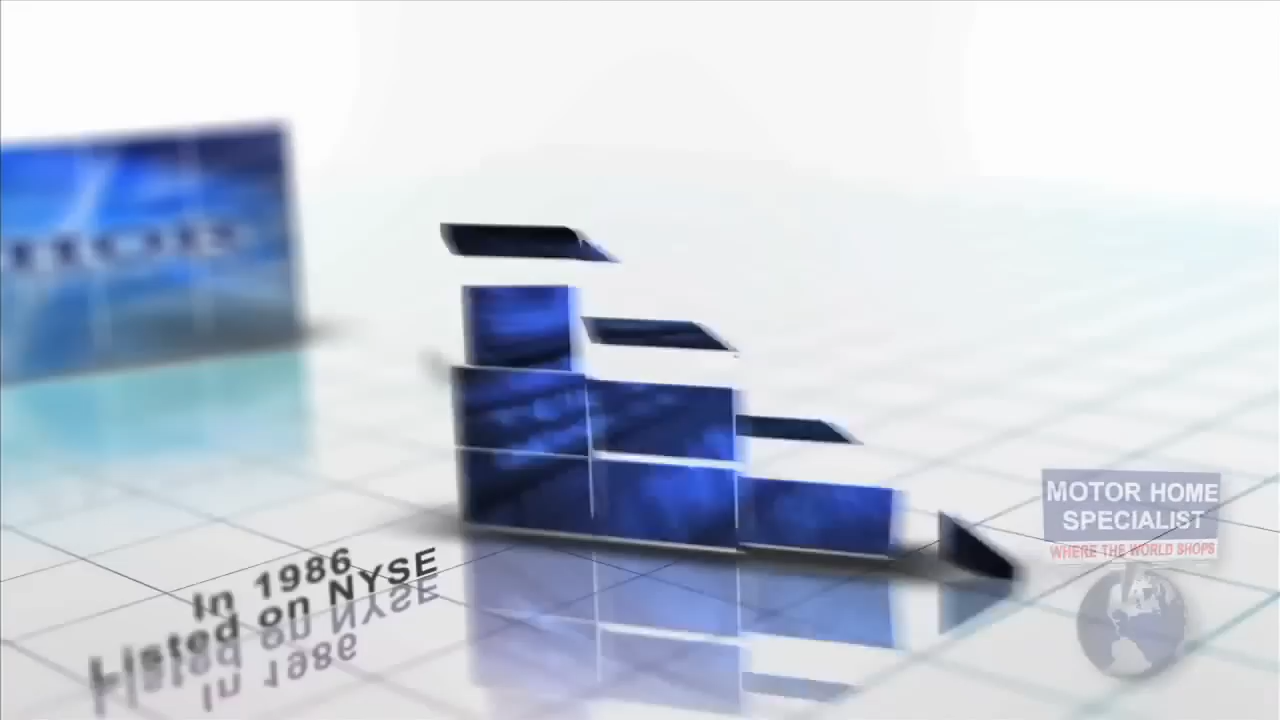 In 1986
Listed on NYSE
MOTOR HOME
SPECIALIST
WHERE THE WORLD SHOPS